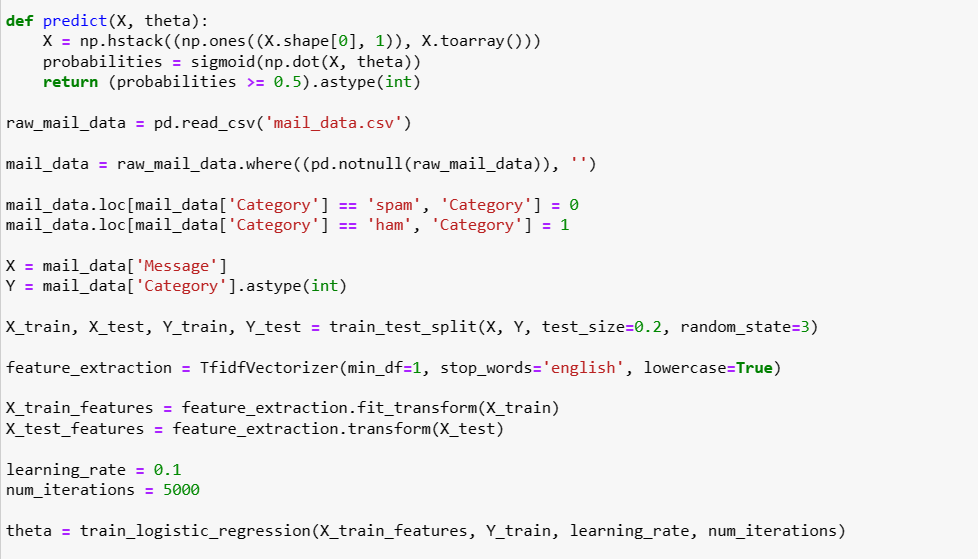 def predict(X, theta):
    X = np.hstack((np.ones((X.shape[0], 1)), X.toarray()))
    probabilities = sigmoid(np.dot(X, theta))
    return (probabilities >= 0.5).astype(int)

raw_mail_data = pd.read_csv('mail_data.csv')

mail_data = raw_mail_data.where((pd.notnull(raw_mail_data)), '')

mail_data.loc[mail_data['Category'] == 'spam', 'Category'] = 0
mail_data.loc[mail_data['Category'] == 'ham', 'Category'] = 1

X = mail_data['Message']
Y = mail_data['Category'].astype(int)

X_train, X_test, Y_train, Y_test = train_test_split(X, Y, test_size=0.2, random_state=3)

feature_extraction = TfidfVectorizer(min_df=1, stop_words='english', lowercase=True)

X_train_features = feature_extraction.fit_transform(X_train)
X_test_features = feature_extraction.transform(X_test)

learning_rate = 0.1
num_iterations = 5000

theta = train_logistic_regression(X_train_features, Y_train, learning_rate, num_iterations)